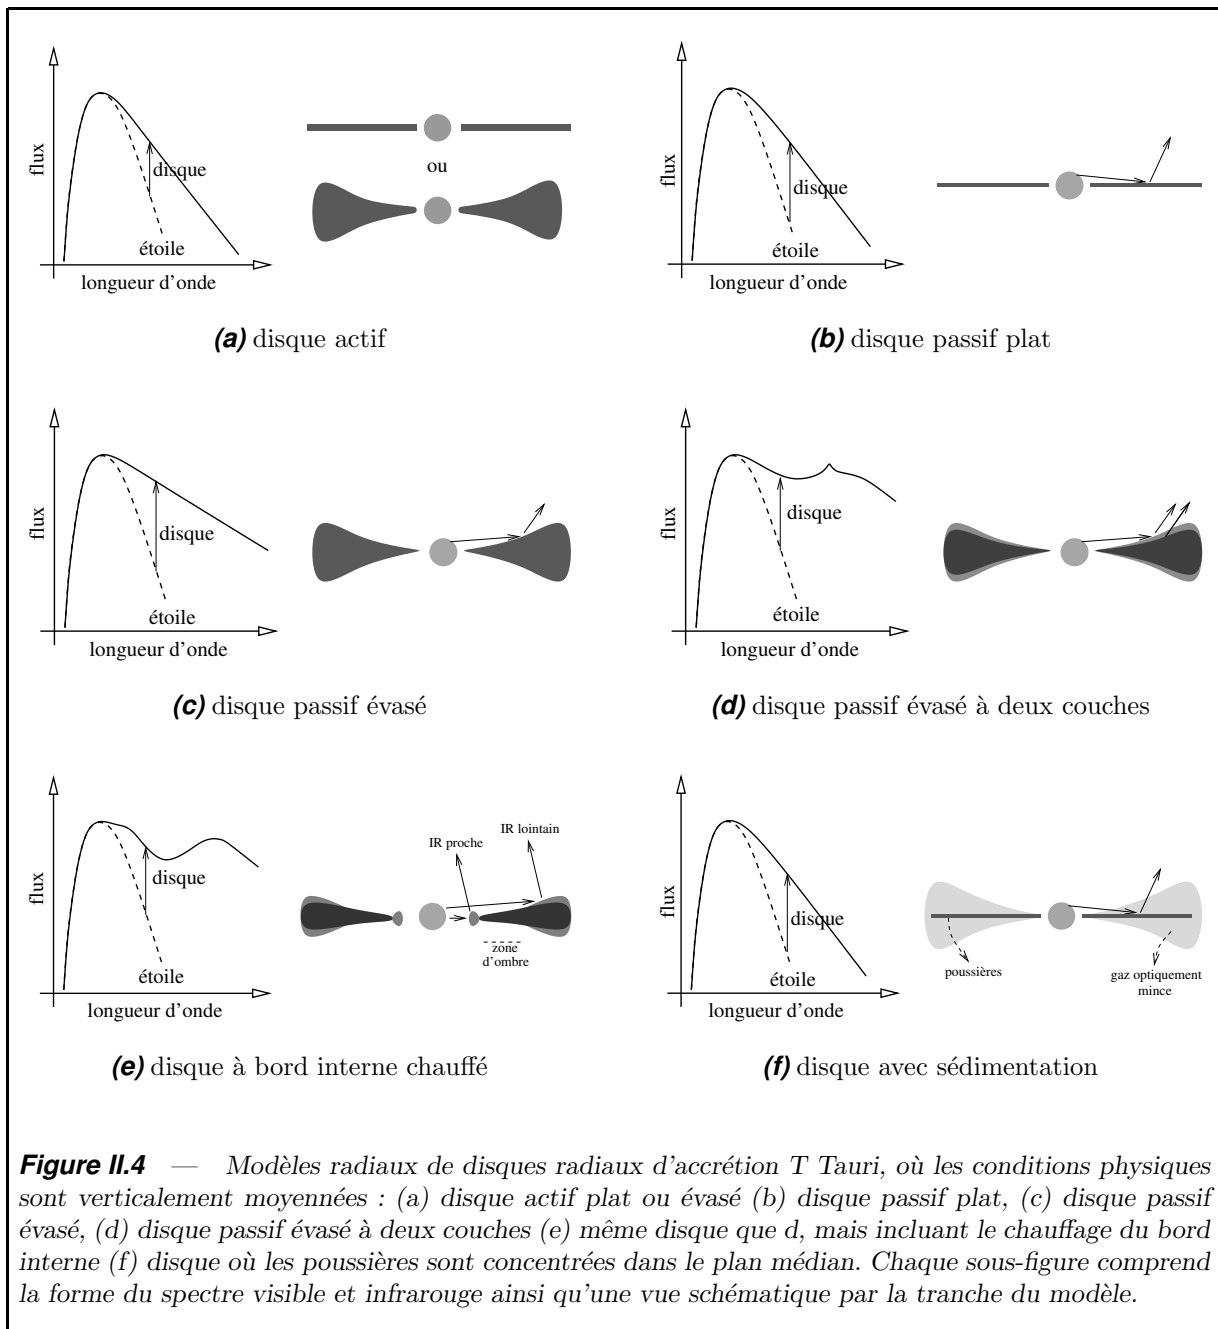 flux
disque
étoile
longueur d'onde
ou
(a) disque actif
flux
disque
étoile
longueur d'onde
(b) disque passif plat
flux
disque
étoile
longueur d'onde
(c) disque passif évasé
flux
disque
étoile
longueur d'onde
(d) disque passif évasé à deux couches
flux
disque
étoile
longueur d'onde
IR proche
IR lointain
zone
d'ombre
(e) disque à bord interne chauffé
flux
disque
étoile
longueur d'onde
poussières
gaz optiquement
mince
(f) disque avec sédimentation
Figure II.4 — Modèles radiaux de disques radiaux d'accrétion T Tauri, où les conditions physiques
sont verticalement moyennées : (a) disque actif plat ou évasé (b) disque passif plat, (c) disque passif
évasé, (d) disque passif évasé à deux couches (e) même disque que d, mais incluant le chauffage du bord
interne (f) disque où les poussières sont concentrées dans le plan médian. Chaque sous-figure comprend
la forme du spectre visible et infrarouge ainsi qu'une vue schématique par la tranche du modèle.